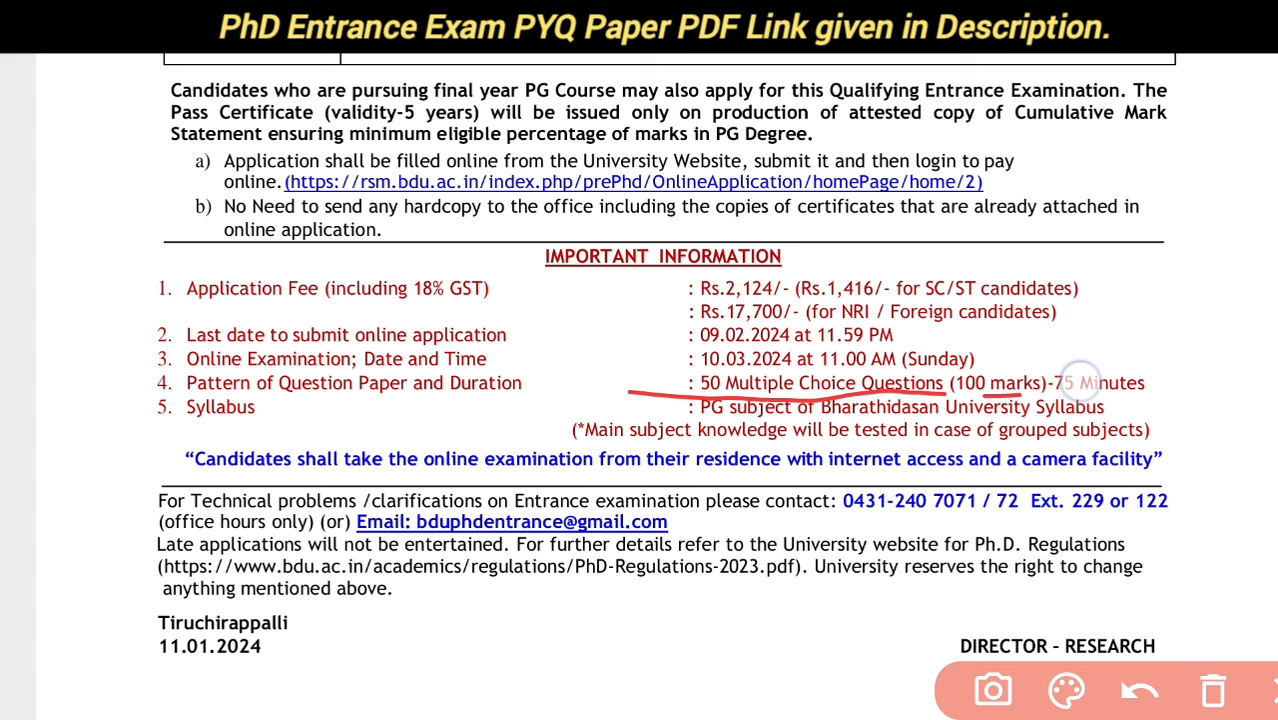 PhD Entrance Exam PYQ Paper PDF Link given in Description.
Candidates who are pursuing final year PG Course may also apply for this Qualifying Entrance Examination. The
Pass Certificate (validity-5 years) will be issued only on production of attested copy of Cumulative Mark
Statement ensuring minimum eligible percentage of marks in PG Degree.
a) Application shall be filled online from the University Website, submit it and then login to pay
online.(https://rsm.bdu.ac.in/index.php/prePhd/OnlineApplication/homePage/home/2)
b) No Need to send any hardcopy to the office including the copies of certificates that are already attached in
online application.
IMPORTANT INFORMATION
1. Application Fee (including 18% GST) : Rs.2,124/- (Rs.1,416/- for SC/ST candidates)
: Rs.17,700/- (for NRI / Foreign candidates)
2. Last date to submit online application : 09.02.2024 at 11.59 PM
3. Online Examination; Date and Time : 10.03.2024 at 11.00 AM (Sunday)
4. Pattern of Question Paper and Duration : 50 Multiple Choice Questions (100 marks)-75 Minutes
5. Syllabus : PG subject of Bharathidasan University Syllabus
(*Main subject knowledge will be tested in case of grouped subjects)
“Candidates shall take the online examination from their residence with internet access and a camera facility”
For Technical problems /clarifications on Entrance examination please contact: 0431-240 7071 / 72 Ext. 229 or 122
(office hours only) (or) Email: bduphdentrance@gmail.com
Late applications will not be entertained. For further details refer to the University website for Ph.D. Regulations
(https://www.bdu.ac.in/academics/regulations/PhD-Regulations-2023.pdf). University reserves the right to change
anything mentioned above.
Tiruchirappalli
11.01.2024 DIRECTOR – RESEARCH